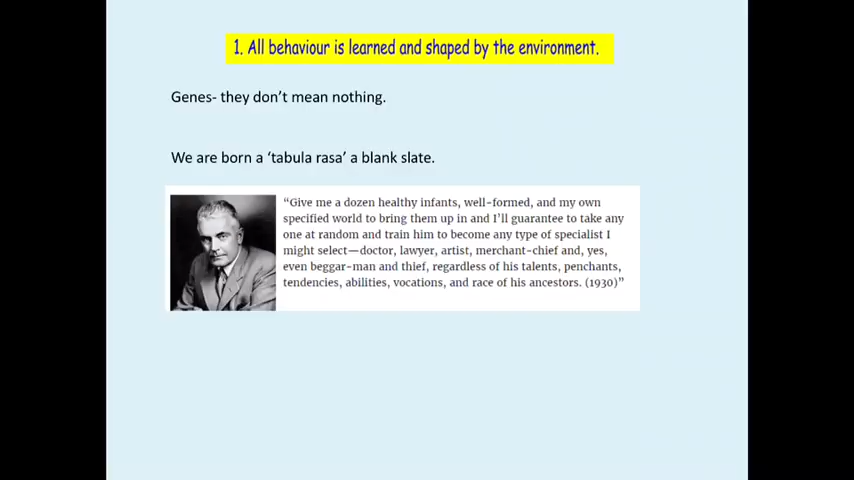 1. All behaviour is learned and shaped by the environment.
Genes- they don’t mean nothing.
We are born a ‘tabula rasa’ a blank slate.
“Give me a dozen healthy infants, well-formed, and my own
specified world to bring them up in and I’ll guarantee to take any
one at random and train him to become any type of specialist I
might select—doctor, lawyer, artist, merchant-chief and, yes,
even beggar-man and thief, regardless of his talents, penchants,
tendencies, abilities, vocations, and race of his ancestors. (1930)”